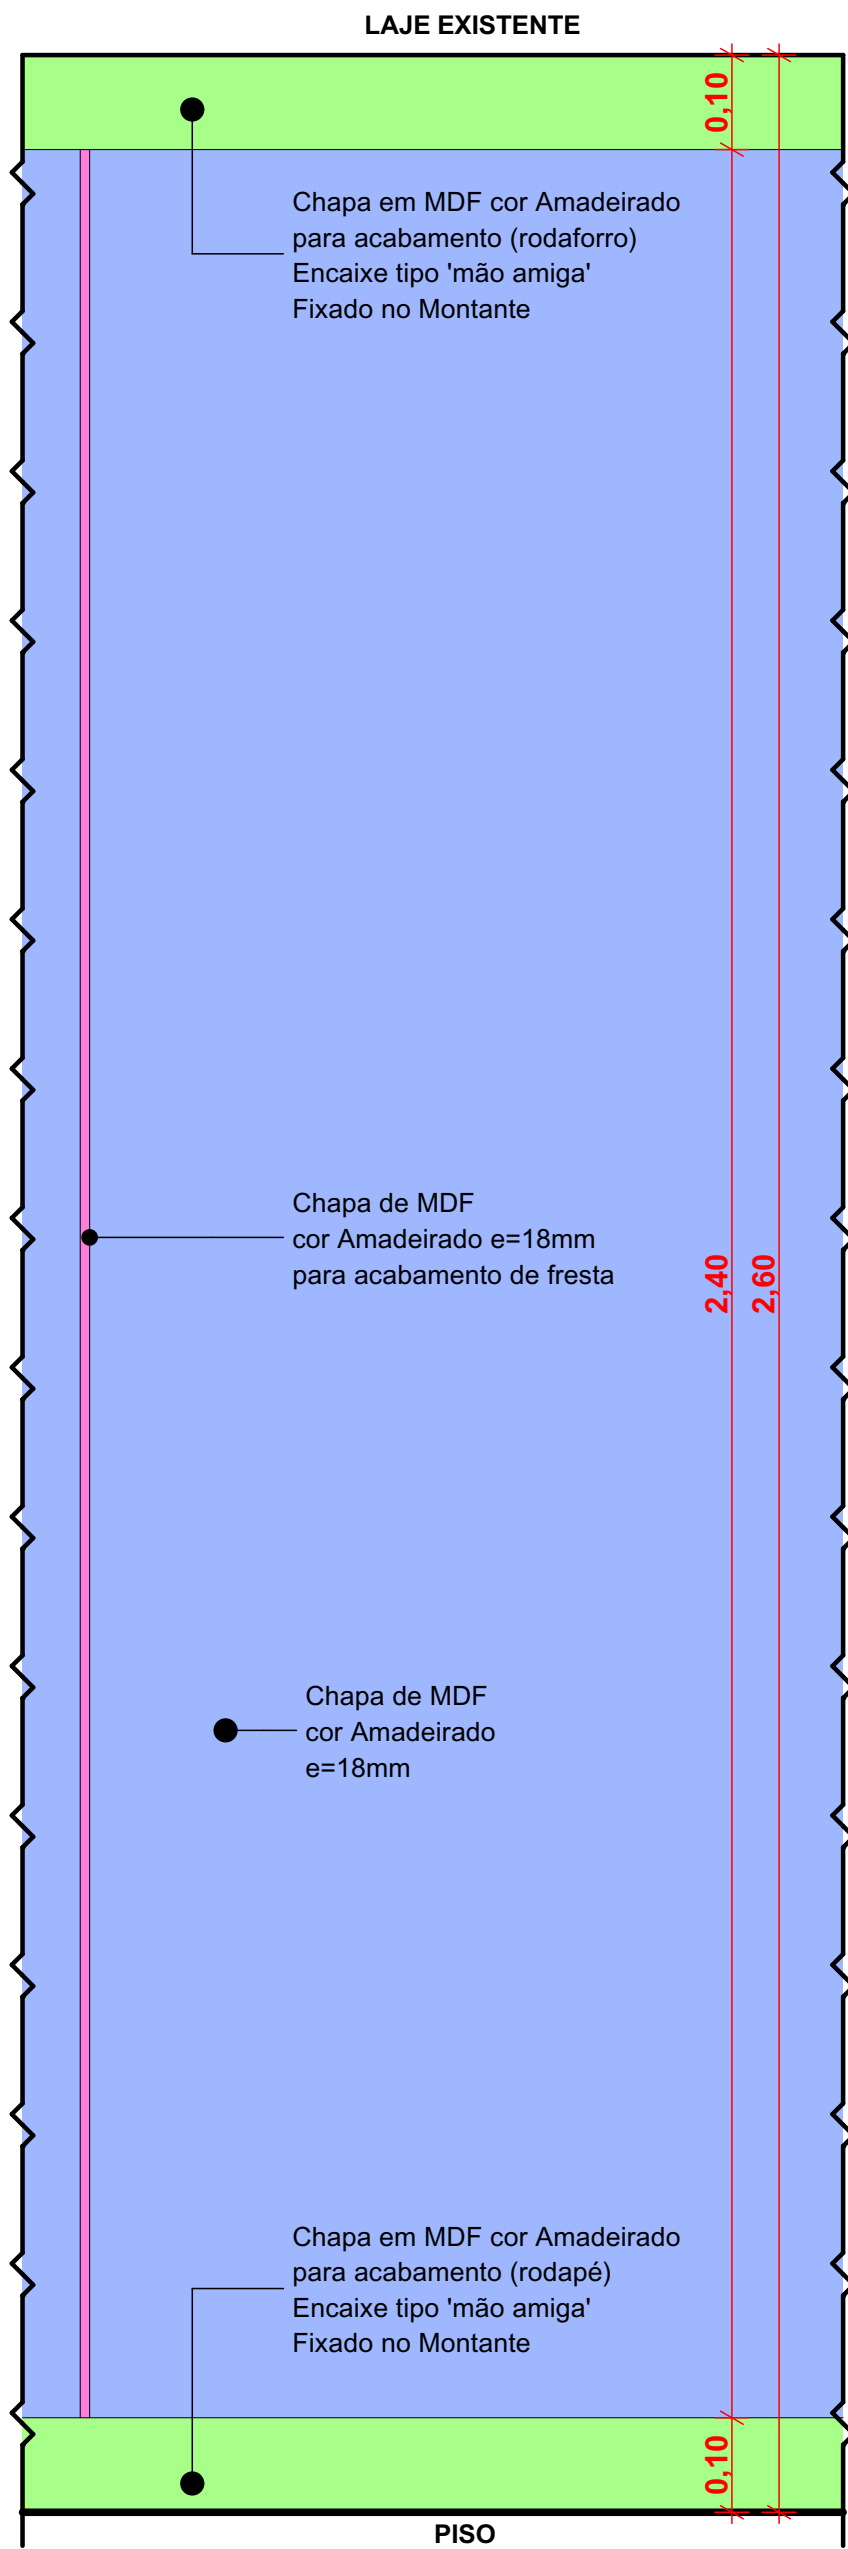 LAJE EXISTENTE
0,10
Chapa em MDF cor Amadeirado
para acabamento (rodaforro)
Encaixe tipo 'mão amiga'
Fixado no Montante
Chapa de MDF
cor Amadeirado e=18mm
para acabamento de fresta
2,40
2,60
Chapa de MDF
cor Amadeirado
e=18mm
Chapa em MDF cor Amadeirado
para acabamento (rodapé)
Encaixe tipo 'mão amiga'
Fixado no Montante
0,10
PISO